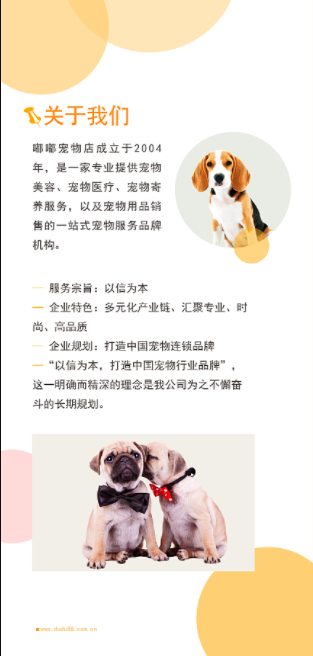 关于我们
嘟嘟宠物店成立于2004
年，是一家专业提供宠物
美容、宠物医疗、宠物寄
养服务，以及宠物用品销
售的一站式宠物服务品牌
机构。
— 服务宗旨：以信为本
— 企业特色：多元化产业链、汇聚专业、时
尚、高品质
— 企业规划：打造中国宠物连锁品牌
—“以信为本，打造中国宠物行业品牌”，
这一明确而精深的理念是我公司为之不懈奋
斗的长期规划。